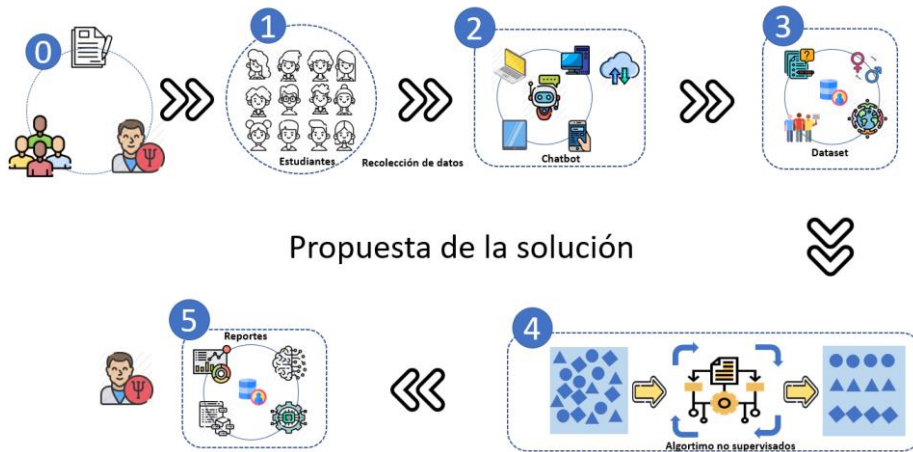 0
1
2
3
Estudiantes
Recolección de datos
Chatbot
Dataset
Propuesta de la solución
5
Reportes
4
Algortimo no supervisados